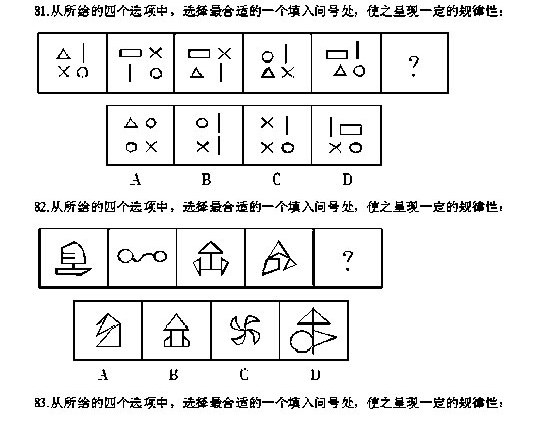 81.从所给的四个选项中，选择最合适的一个填入问号处，使之呈现一定的规律性：
?
A B C D
82.从所给的四个选项中，选择最合适的一个填入问号处，使之呈现一定的规律性：
?
A B C D
83.从所给的四个选项中，选择最合适的一个填入问号处，使之呈现一定的规律性：